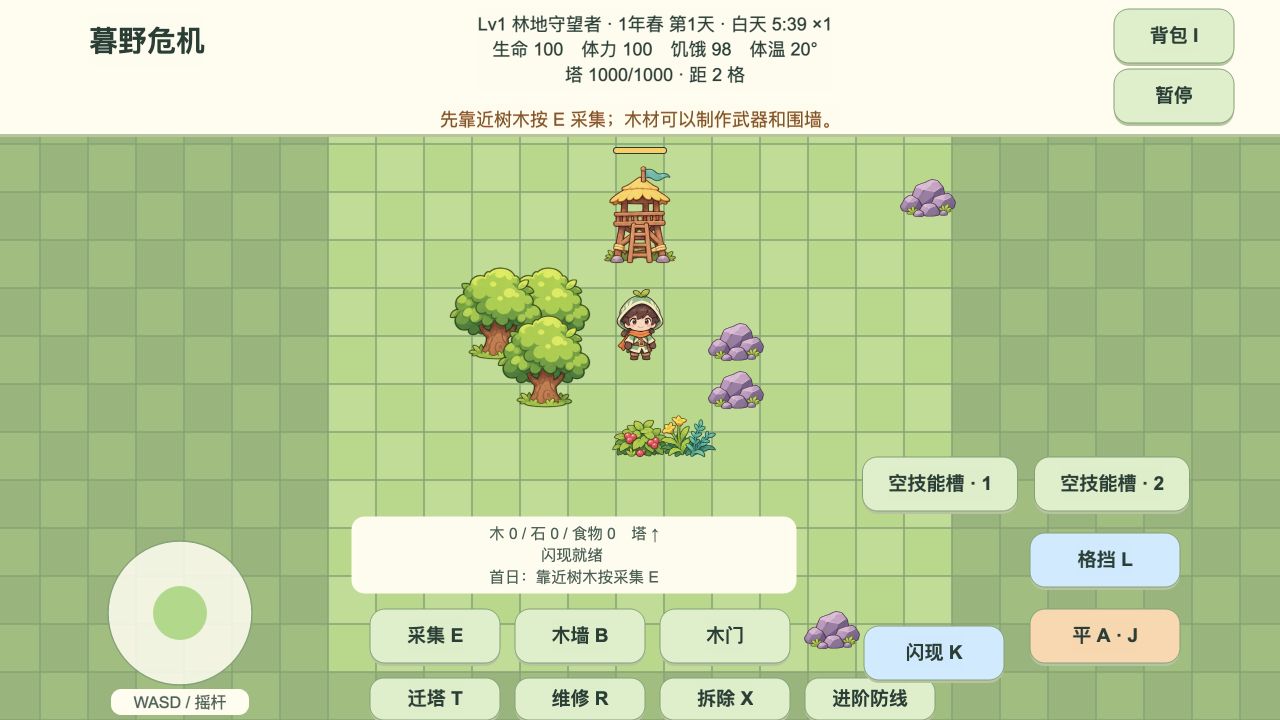 暮野危机
Lv1 林地守望者 · 1年春 第1天 · 白天 5:39 ×1
生命 100 体力 100 饥饿 98 体温 20°
塔 1000/1000 · 距 2 格
先靠近树木按 E 采集；木材可以制作武器和围墙。
背包 I
暂停
空技能槽 · 1
空技能槽 · 2
木 0 / 石 0 / 食物 0 塔 ↑
闪现就绪
首日：靠近树木按采集 E
格挡 L
采集 E
木墙 B
木门
闪现 K
平 A · J
WASD / 摇杆
迁塔 T
维修 R
拆除 X
进阶防线